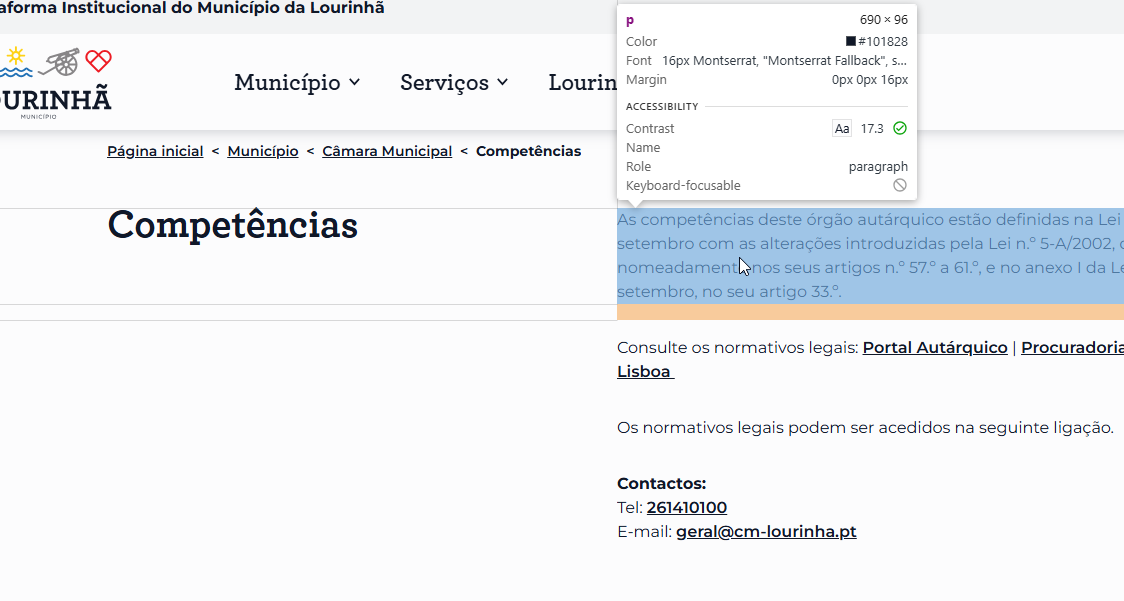 aforma Institucional do Município da Lourinhã
p
690 × 96
Color
#101828
Font 16px Montserrat, "Montserrat Fallback", s...
Margin
0px 0px 16px
ACCESSIBILITY
Contrast
Aa 17.3
Name
Role
paragraph
Keyboard-focusable
OURINHÃ
MUNICÍPIO
Município
Serviços
Lourin
Página inicial < Município < Câmara Municipal < Competências
Competências
As competências deste órgão autárquico estão definidas na Lei
setembro com as alterações introduzidas pela Lei n.º 5-A/2002,
nomeadament nos seus artigos n.º 57.º a 61.º, e no anexo I da Le
setembro, no seu artigo 33.º.
Consulte os normativos legais: Portal Autárquico | Procuradoria
Lisboa
Os normativos legais podem ser acedidos na seguinte ligação.
Contactos:
Tel: 261410100
E-mail: geral@cm-lourinha.pt